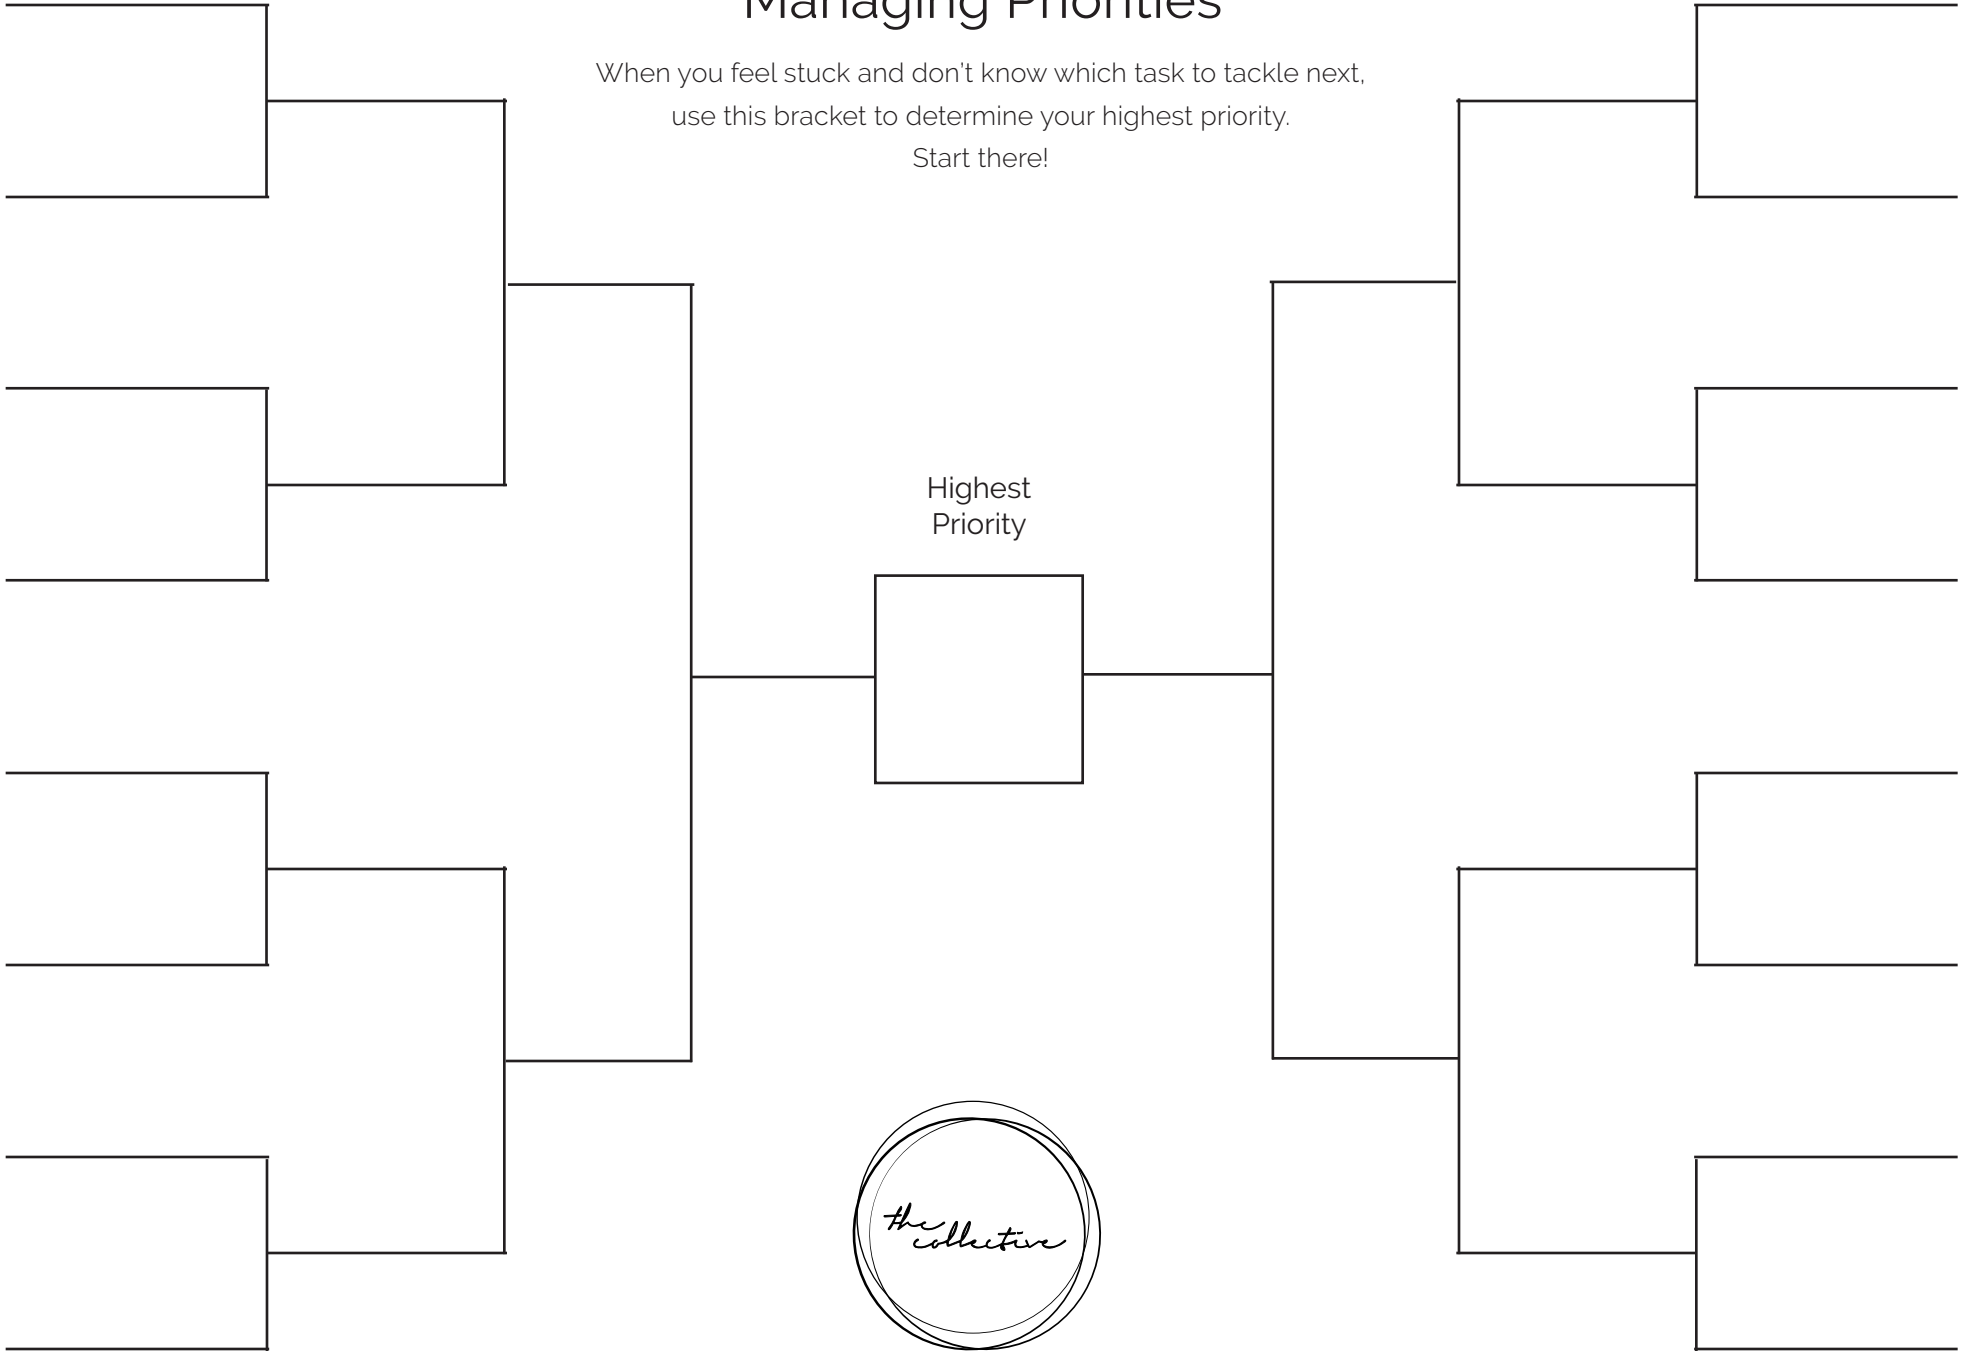 Managing Priorities
When you feel stuck and don't know which task to tackle next,
use this bracket to determine your highest priority.
Start there!
Highest
Priority
the
collective